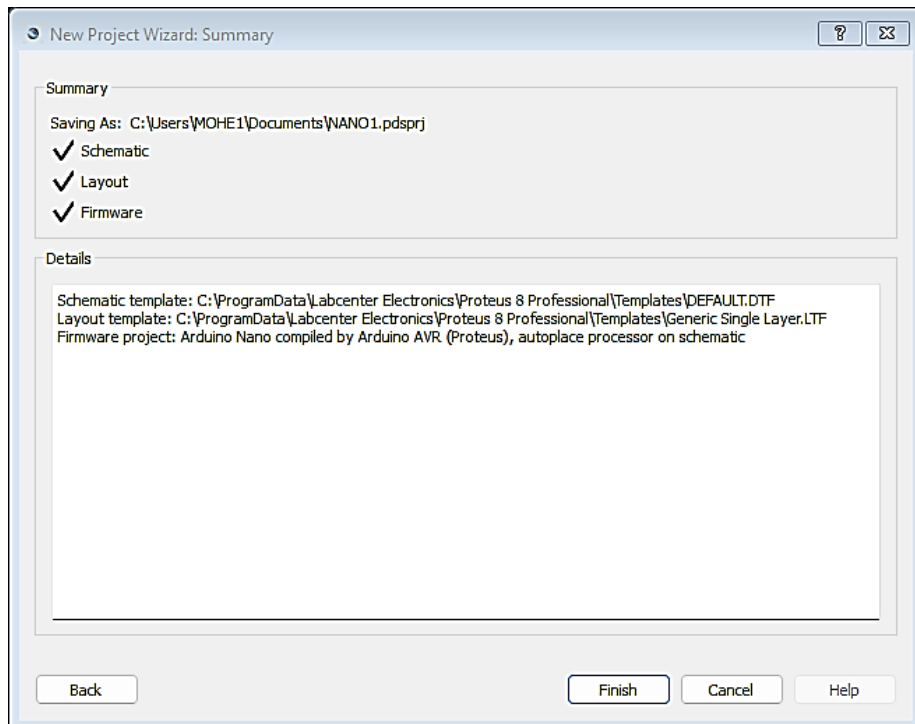 New Project Wizard: Summary
Summary
Saving As: C:\Users\MOHE1\Documents\NANO1.pdsprj
Schematic
Layout
Firmware
Details
Schematic template: C:\ProgramData\Labcenter Electronics\Proteus 8 Professional\Templates\DEFAULT.DTF
Layout template: C:\ProgramData\Labcenter Electronics\Proteus 8 Professional\Templates\Generic Single Layer.LTF
Firmware project: Arduino Nano compiled by Arduino AVR (Proteus), autoplace processor on schematic
Back Finish Cancel Help